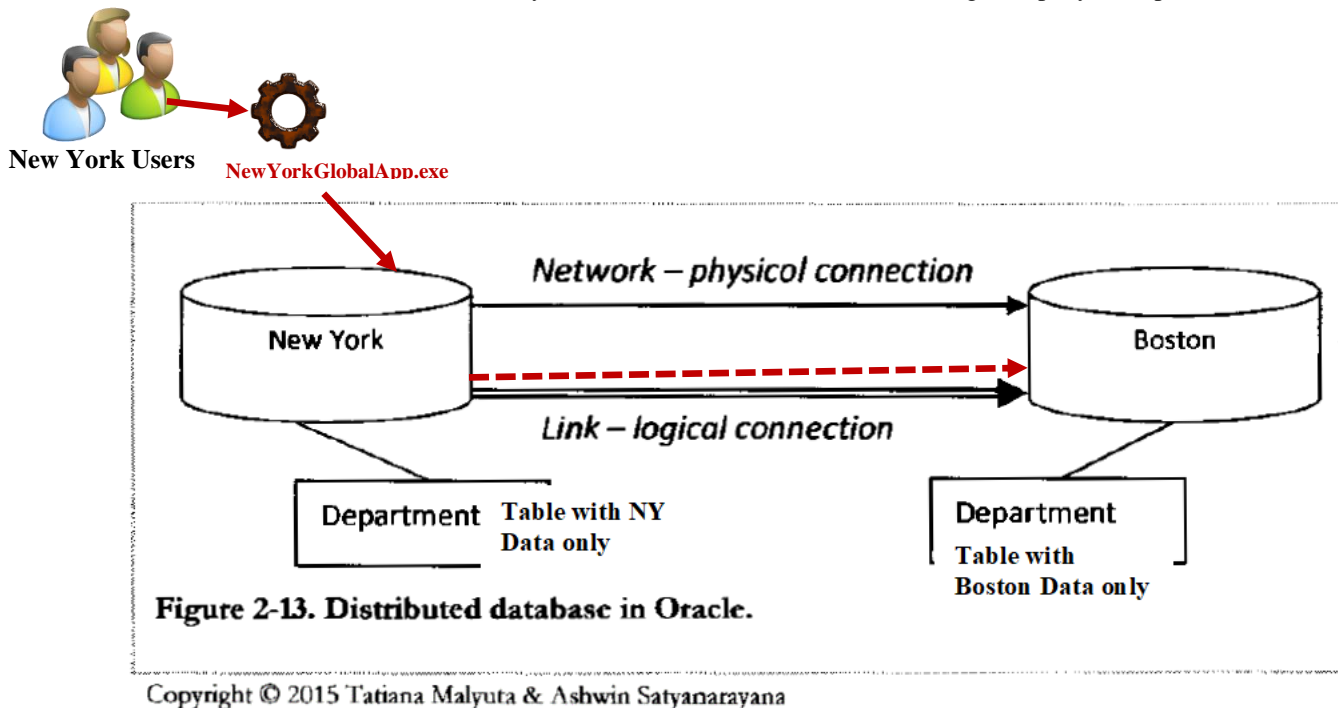 New York Users
NewYorkGlobalApp.exe
Network – physical connection
New York
Boston
Link – logical connection
Department Table with NY
Data only
Department
Table with
Boston Data only
Figure 2-13. Distributed database in Oracle.
Copyright © 2015 Tatiana Malyuta & Ashwin Satyanarayana